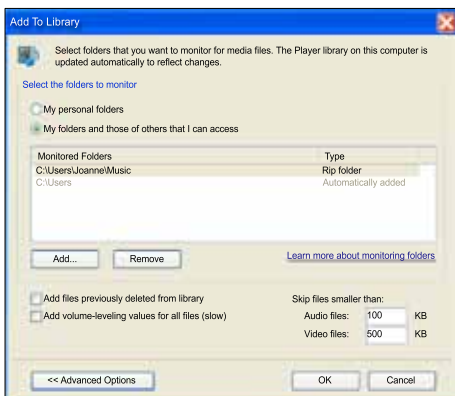 Add To Library
Select folders that you want to monitor for media files. The Player library on this computer is
updated automatically to reflect changes.
Select the folders to monitor
My personal folders
My folders and those of others that I can access
Monitored Folders Type
C:\Users\Joanne\Music Rip folder
C:\Users Automatically added
Add... Remove Learn more about monitoring folders
Add files previously deleted from library Skip files smaller than:
Add volume-leveling values for all files (slow) Audio files: 100 KB
Video files: 500 KB
<< Advanced Options OK Cancel